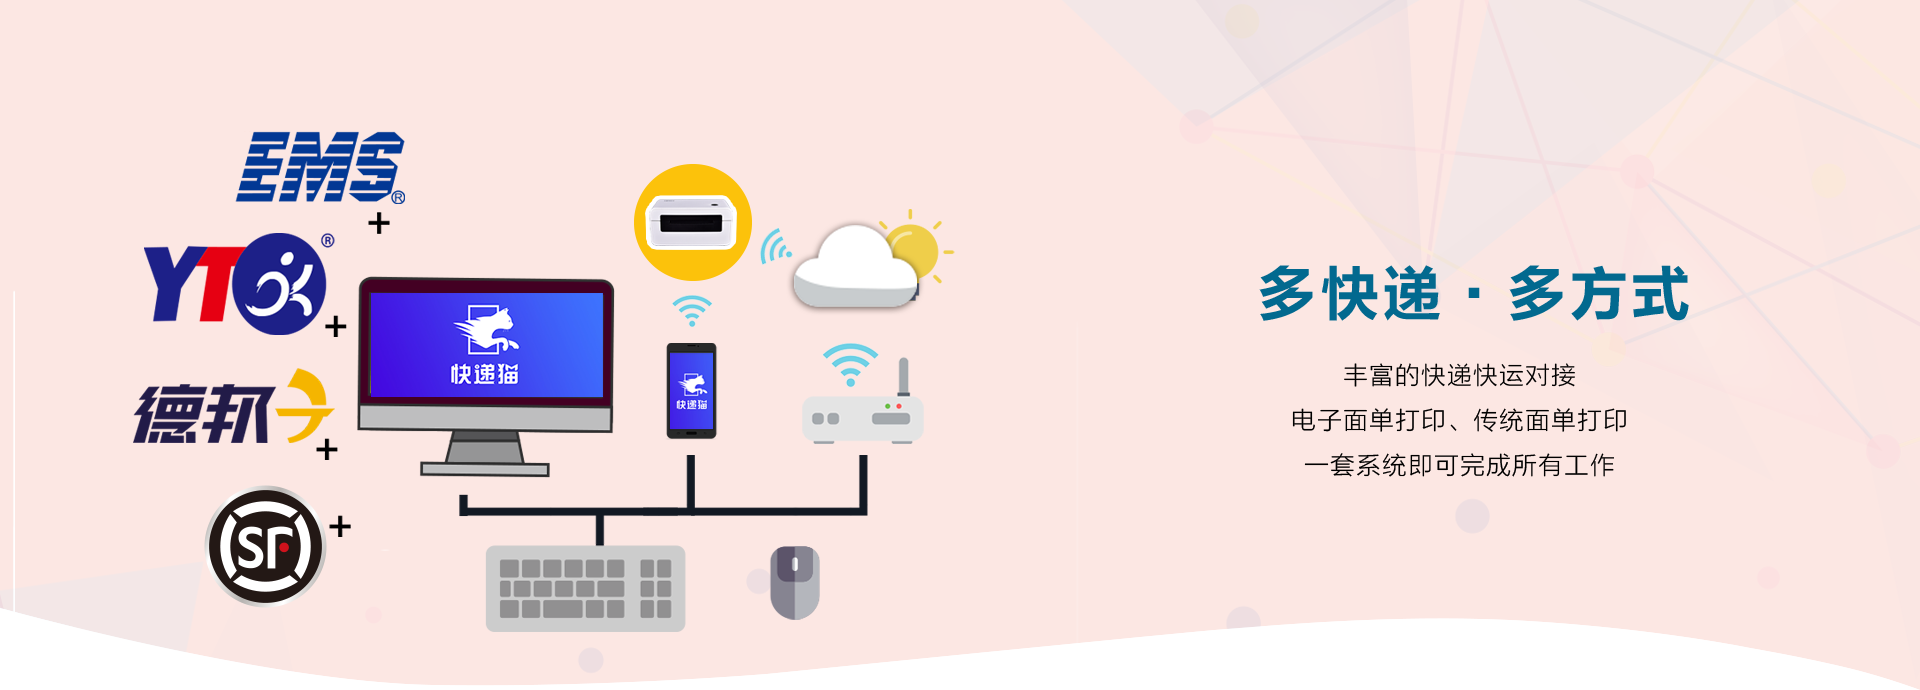 EMS®
YTO®
德邦
SF
快递猫
快递猫
多快递·多方式
丰富的快递快运对接
电子面单打印、传统面单打印
一套系统即可完成所有工作